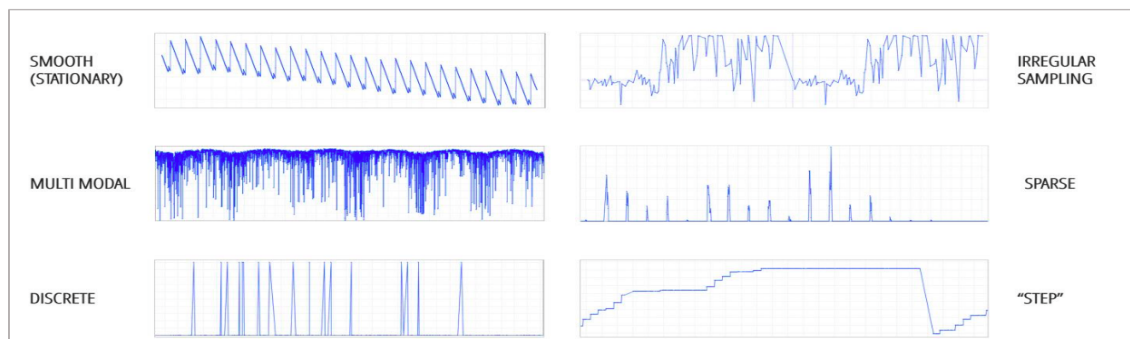 SMOOTH
(STATIONARY)
IRREGULAR
SAMPLING
MULTI MODAL
SPARSE
DISCRETE
“STEP”